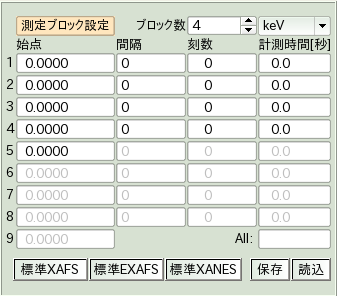 測定ブロック設定 ブロック数 4 keV
始点 間隔 刻数 計測時間[秒]
1 0.0000 0 0 0.0
2 0.0000 0 0 0.0
3 0.0000 0 0 0.0
4 0.0000 0 0 0.0
5 0.0000 0 0 0.0
6 0.0000 0 0 0.0
7 0.0000 0 0 0.0
8 0.0000 0 0 0.0
9 0.0000 All:
標準XAFS 標準EXAFS 標準XANES 保存 読込